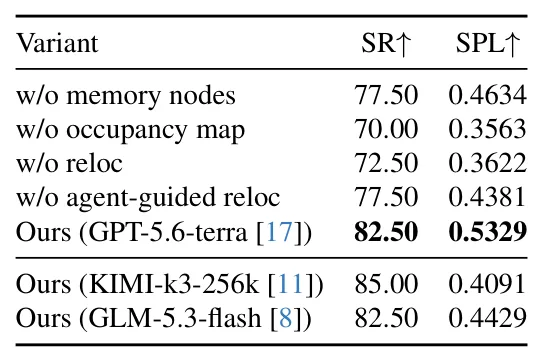 Variant SR↑ SPL↑
w/o memory nodes 77.50 0.4634
w/o occupancy map 70.00 0.3563
w/o reloc 72.50 0.3622
w/o agent-guided reloc 77.50 0.4381
Ours (GPT-5.6-terra [17]) 82.50 0.5329
Ours (KIMI-k3-256k [11]) 85.00 0.4091
Ours (GLM-5.3-flash [8]) 82.50 0.4429